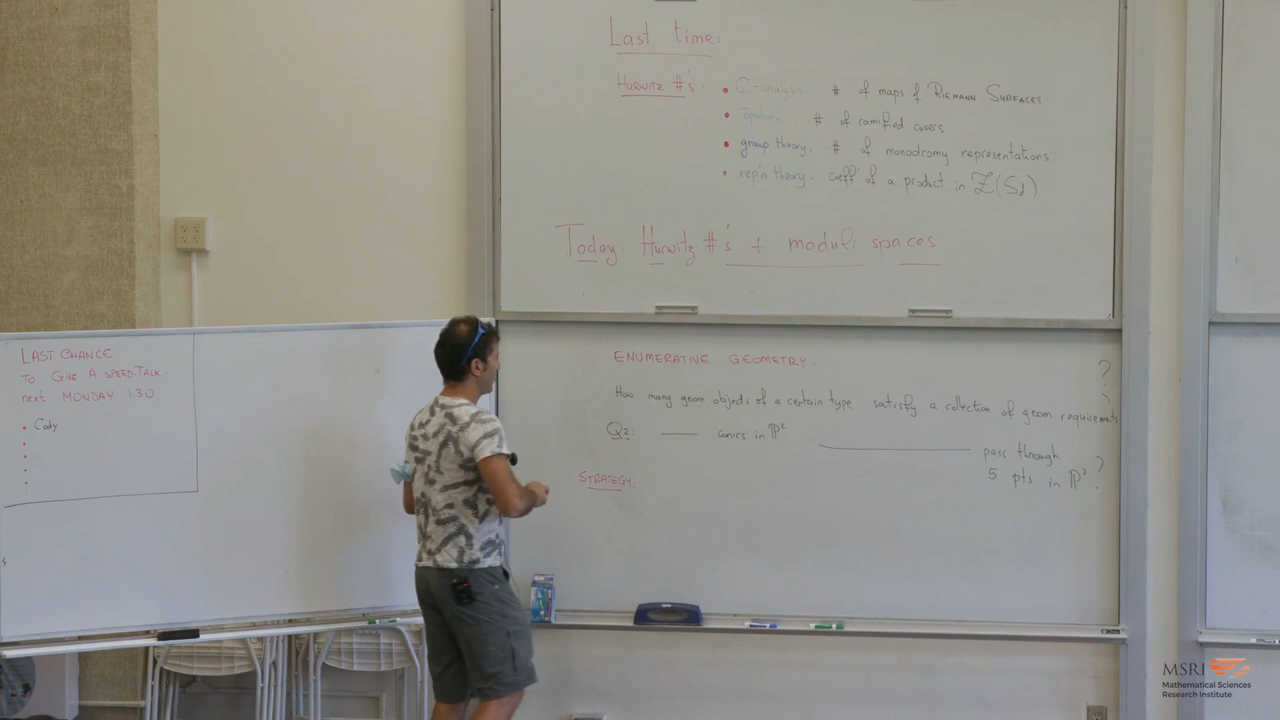 Last time:
HURWITZ #'s:
• C-analysis: # of maps of RIEMANN SURFACES
• Topology: # of ramified covers
• group theory: # of monodromy representations.
• rep'n theory: coeff' of a product in Z(S_d)
Today: Hurwitz #'s + moduli spaces
LAST CHANCE
TO GIVE A SPEED-TALK.
next MONDAY 1:30
• Cody
ENUMERATIVE GEOMETRY:
How many geom objects of a certain type satisfy a collection of geom requirements ?
Q2: ___ conics in P² ___ pass through
5 pts in P² ?
STRATEGY:
MSRI
Mathematical Sciences
Research Institute